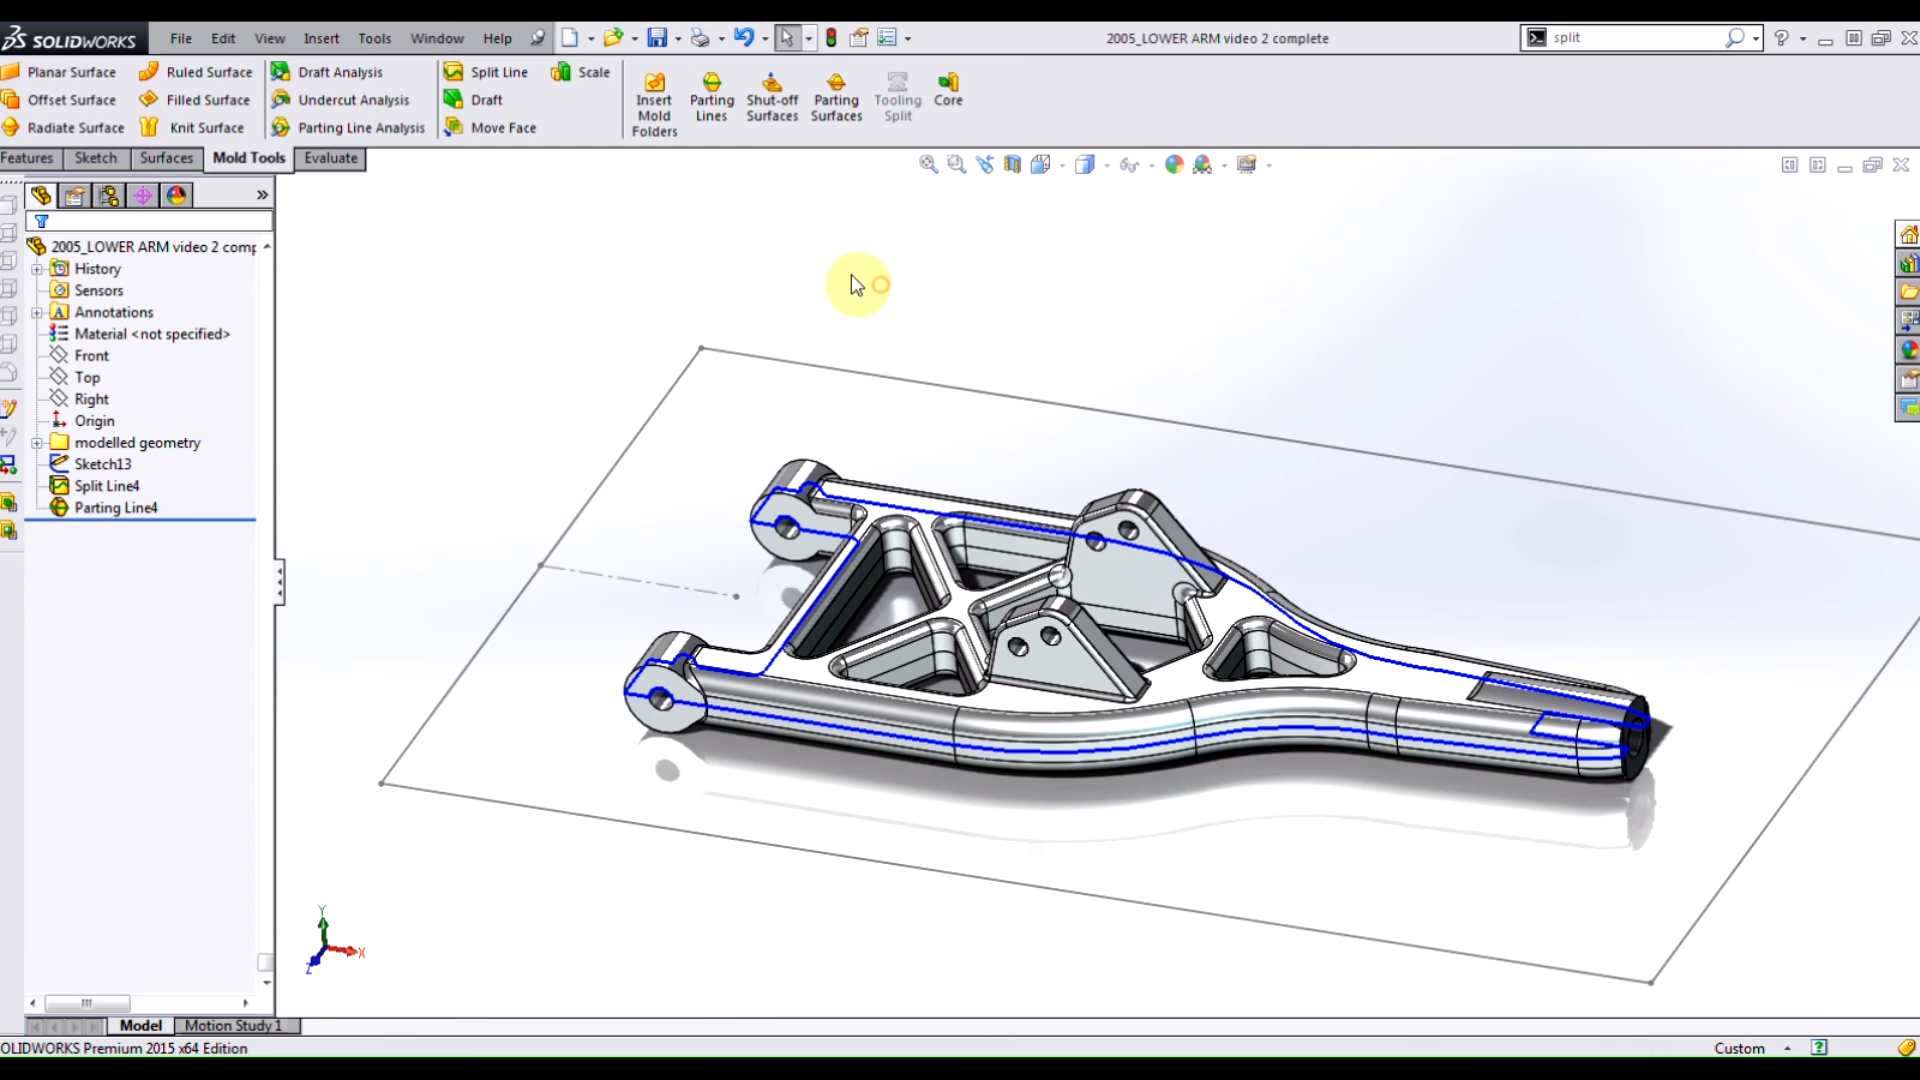 SOLIDWORKS File Edit View Insert Tools Window Help 2005_LOWER ARM video 2 complete split
Planar Surface Ruled Surface Draft Analysis Split Line Scale
Offset Surface Filled Surface Undercut Analysis Draft
Radiate Surface Knit Surface Parting Line Analysis Move Face
Insert Mold Folders
Parting Lines
Shut-off Surfaces
Parting Surfaces
Tooling Split
Core
Features Sketch Surfaces Mold Tools Evaluate
2005_LOWER ARM video 2 comp
History
Sensors
Annotations
Material <not specified>
Front
Top
Right
Origin
modelled geometry
Sketch13
Split Line4
Parting Line4
Y
X
Z
Model Motion Study 1
OLIDWORKS Premium 2015 x64 Edition Custom